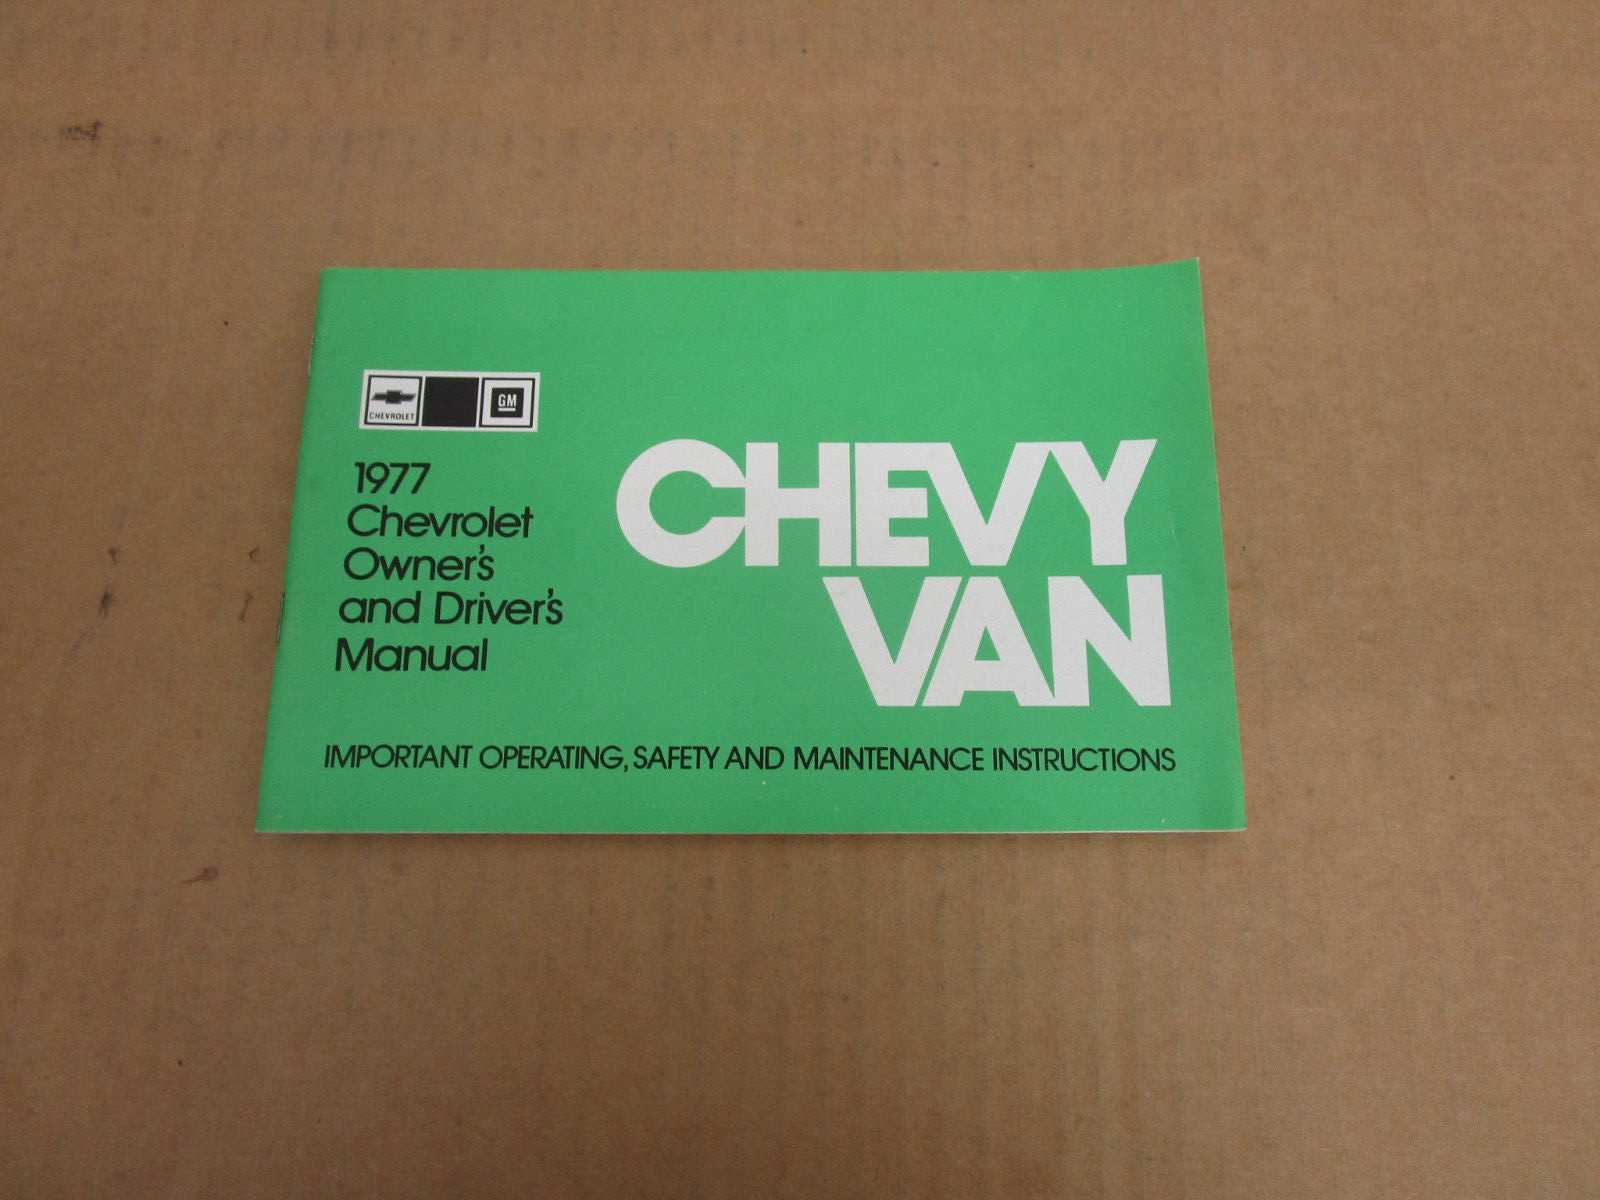 CHEVROLET
GM
1977
Chevrolet
Owner's
and Driver's
Manual
CHEVY
VAN
IMPORTANT OPERATING, SAFETY AND MAINTENANCE INSTRUCTIONS